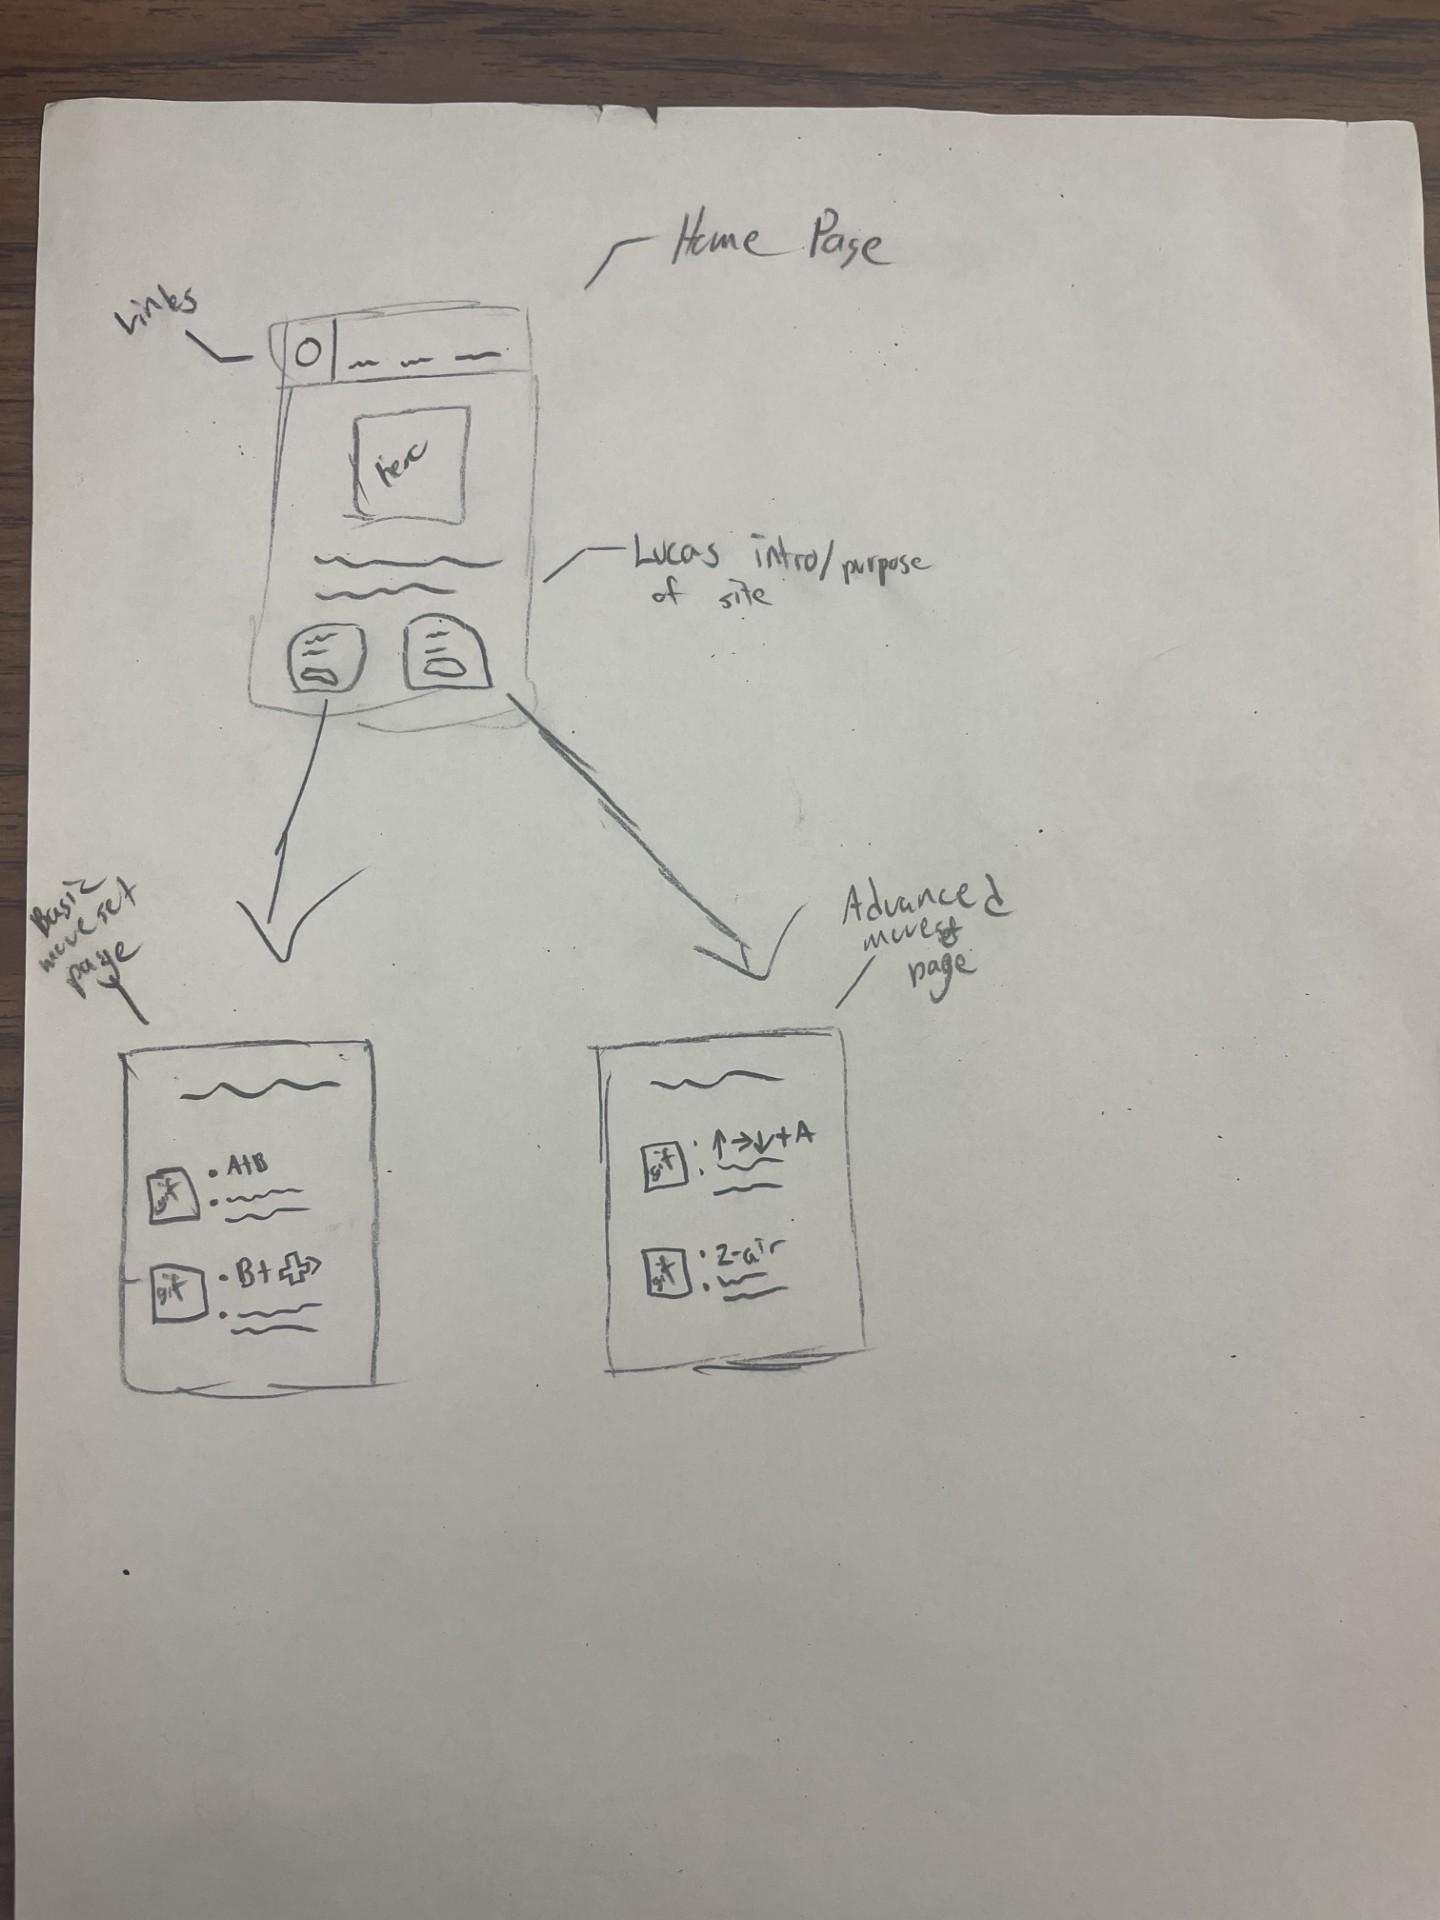 Home Page
Links
hero
Lucas intro/purpose
of site
Basic
moveset
page
Advanced
moveset
page
A+B
gif
B+
gif
↑→↓+A
gif
Z-air
gif